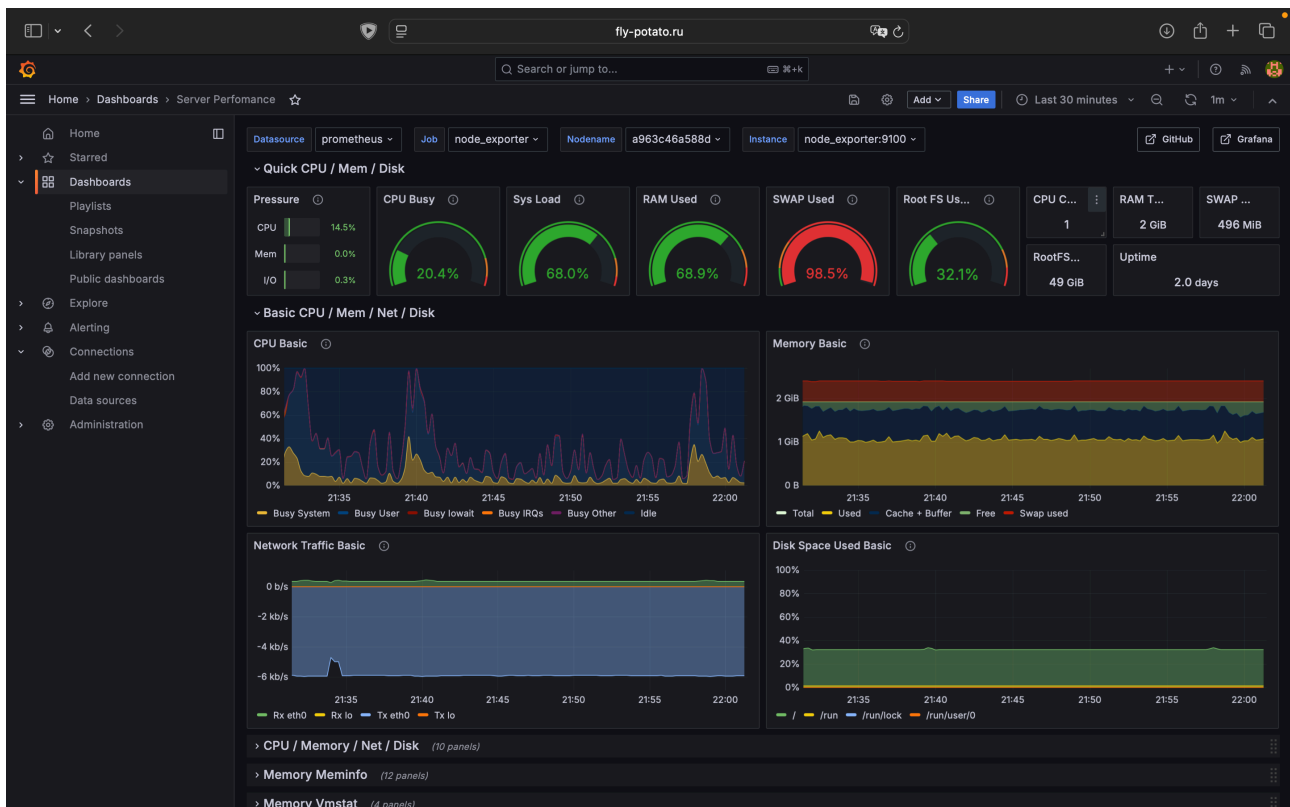 fly-potato.ru
Search or jump to... ⌘+k
Home › Dashboards › Server Perfomance
Add Share Last 30 minutes 1m
Home
Starred
Dashboards
Playlists
Snapshots
Library panels
Public dashboards
Explore
Alerting
Connections
Add new connection
Data sources
Administration
Datasource prometheus Job node_exporter Nodename a963c46a588d Instance node_exporter:9100 GitHub Grafana
Quick CPU / Mem / Disk
Pressure
CPU 14.5%
Mem 0.0%
I/O 0.3%
CPU Busy
20.4%
Sys Load
68.0%
RAM Used
68.9%
SWAP Used
98.5%
Root FS Us...
32.1%
CPU C...
1
RAM T...
2 GiB
SWAP ...
496 MiB
RootFS...
49 GiB
Uptime
2.0 days
Basic CPU / Mem / Net / Disk
CPU Basic
100%
80%
60%
40%
20%
0%
21:35 21:40 21:45 21:50 21:55 22:00
Busy System Busy User Busy Iowait Busy IRQs Busy Other Idle
Memory Basic
2 GiB
1 GiB
0 B
21:35 21:40 21:45 21:50 21:55 22:00
Total Used Cache + Buffer Free Swap used
Network Traffic Basic
0 b/s
-2 kb/s
-4 kb/s
-6 kb/s
21:35 21:40 21:45 21:50 21:55 22:00
Rx eth0 Rx lo Tx eth0 Tx lo
Disk Space Used Basic
100%
80%
60%
40%
20%
0%
21:35 21:40 21:45 21:50 21:55 22:00
/ /run /run/lock /run/user/0
CPU / Memory / Net / Disk (10 panels)
Memory Meminfo (12 panels)
Memory Vmstat (4 panels)